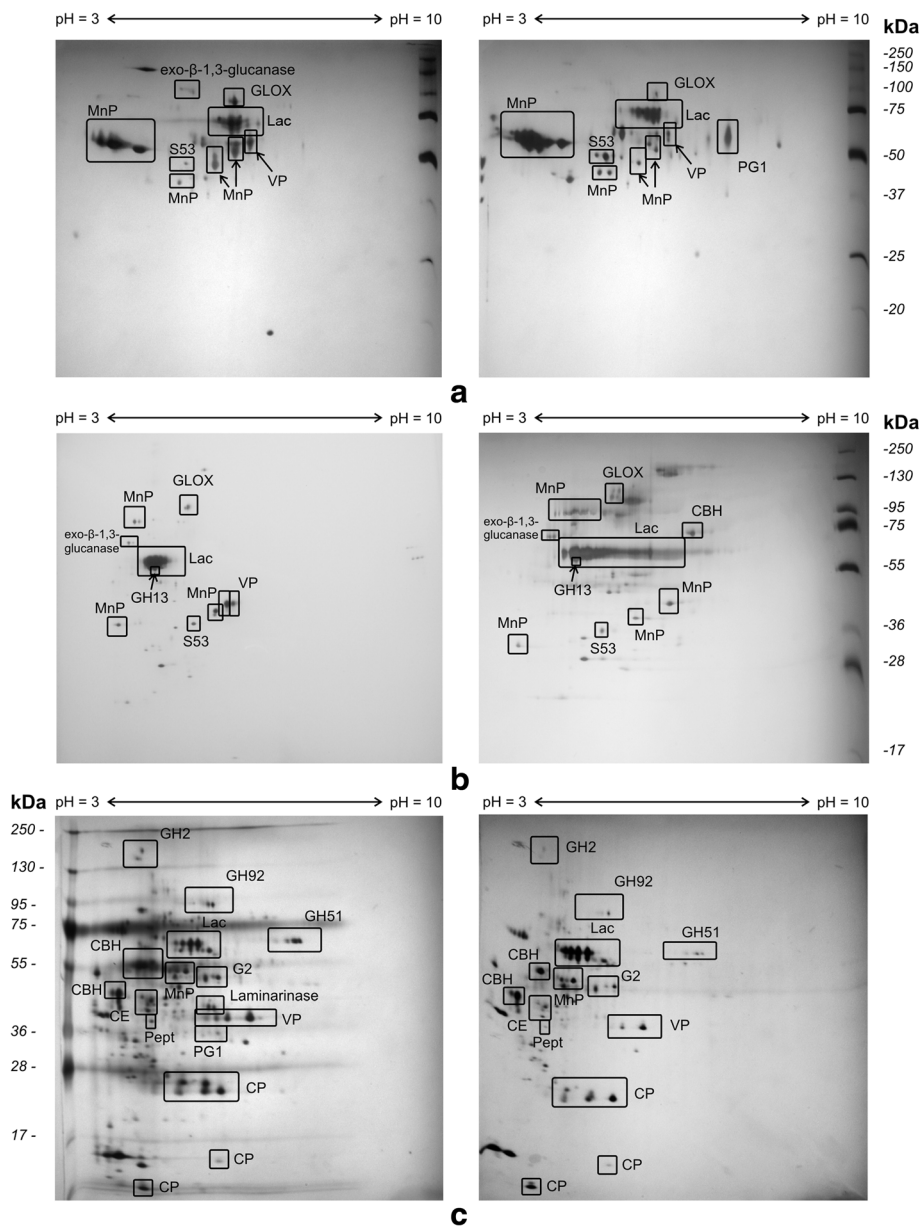 pH = 3 pH = 10 pH = 3 pH = 10
kDa
exo-β-1,3-glucanase
GLOX
MnP
Lac
S53
MnP
MnP
VP
MnP
GLOX
Lac
S53
MnP
MnP
VP
PG1
-250
-150
-100
-75
-50
-37
-25
-20
a
pH = 3 pH = 10 pH = 3 pH = 10
kDa
GLOX
MnP
exo-β-1,3-
glucanase
Lac
GH13
MnP
VP
MnP
S53
GLOX
MnP
CBH
exo-β-1,3-
glucanase
Lac
GH13
MnP
MnP
MnP
S53
-250
-130
-95
-75
-55
-36
-28
-17
b
kDa pH = 3 pH = 10 pH = 3 pH = 10
250 -
130 -
95 -
75 -
55 -
36 -
28 -
17 -
GH2
GH92
GH51
Lac
CBH
G2
CBH
MnP
Laminarinase
CE
VP
Pept
PG1
CP
CP
CP
GH2
GH92
Lac
GH51
CBH
CBH
G2
MnP
CE
VP
Pept
CP
CP
CP
c